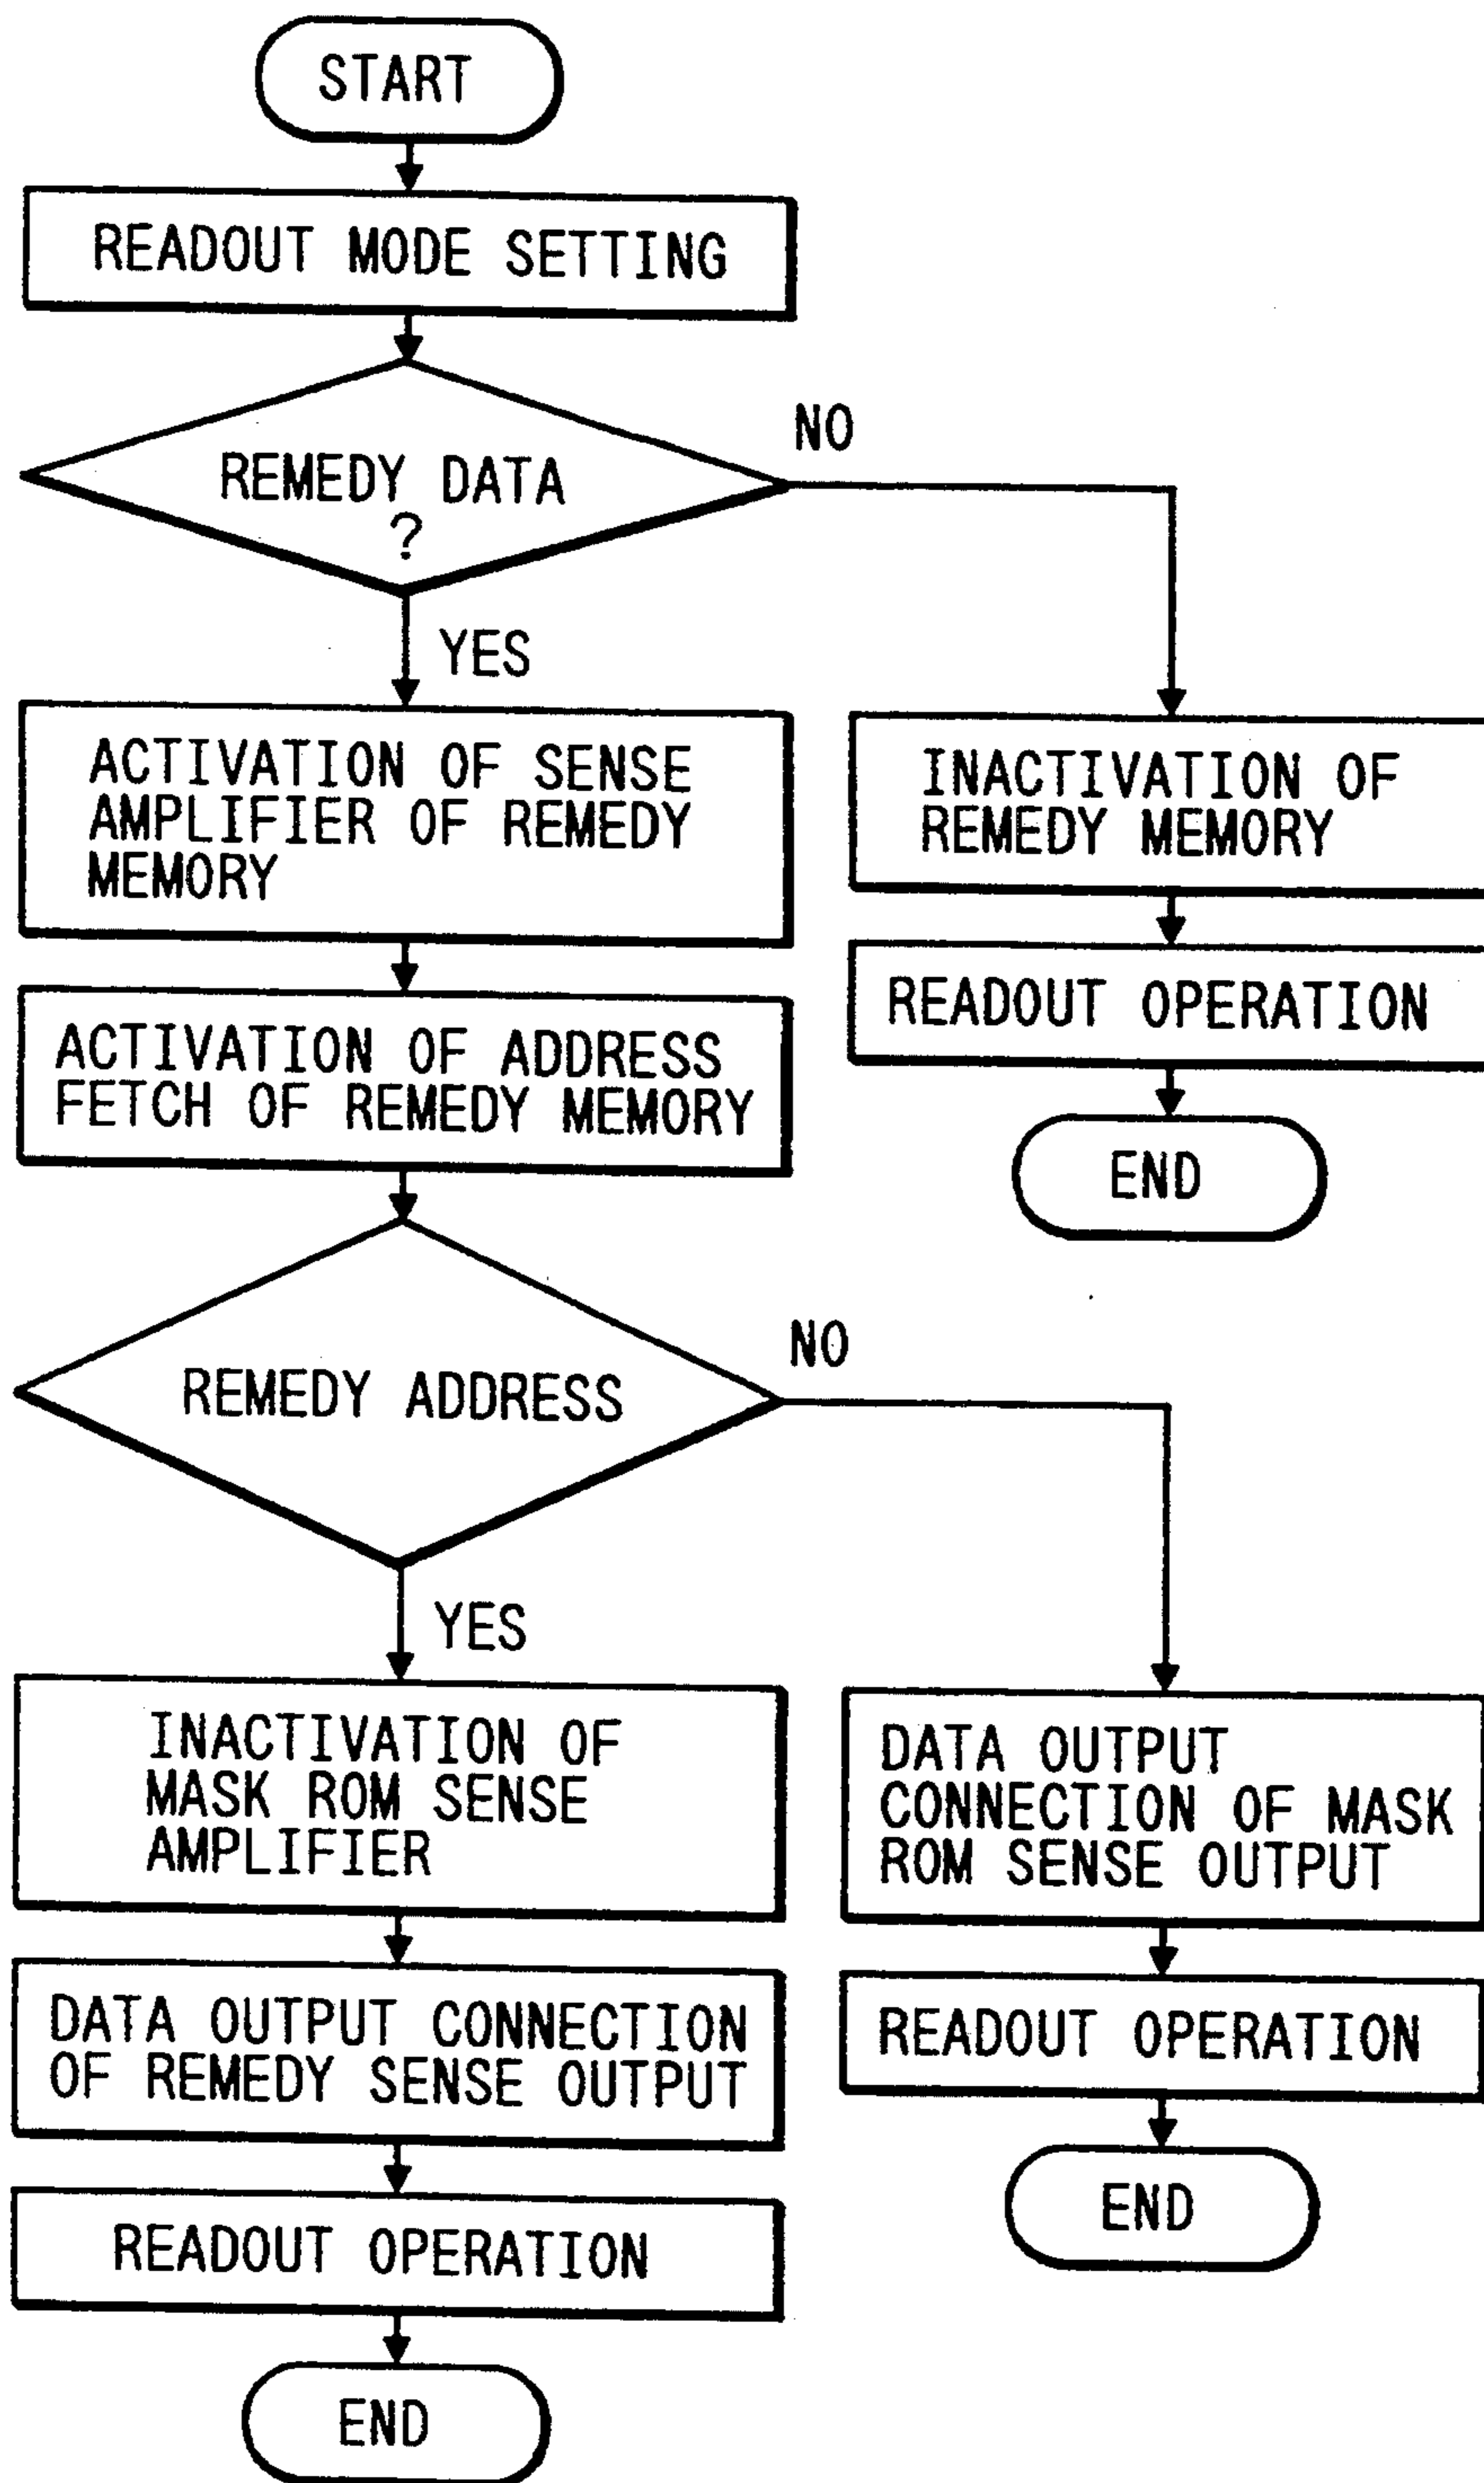 START
READOUT MODE SETTING
REMEDY DATA
?
NO
YES
ACTIVATION OF SENSE
AMPLIFIER OF REMEDY
MEMORY
INACTIVATION OF
REMEDY MEMORY
READOUT OPERATION
END
ACTIVATION OF ADDRESS
FETCH OF REMEDY MEMORY
REMEDY ADDRESS
NO
YES
INACTIVATION OF
MASK ROM SENSE
AMPLIFIER
DATA OUTPUT
CONNECTION OF MASK
ROM SENSE OUTPUT
READOUT OPERATION
END
DATA OUTPUT CONNECTION
OF REMEDY SENSE OUTPUT
READOUT OPERATION
END